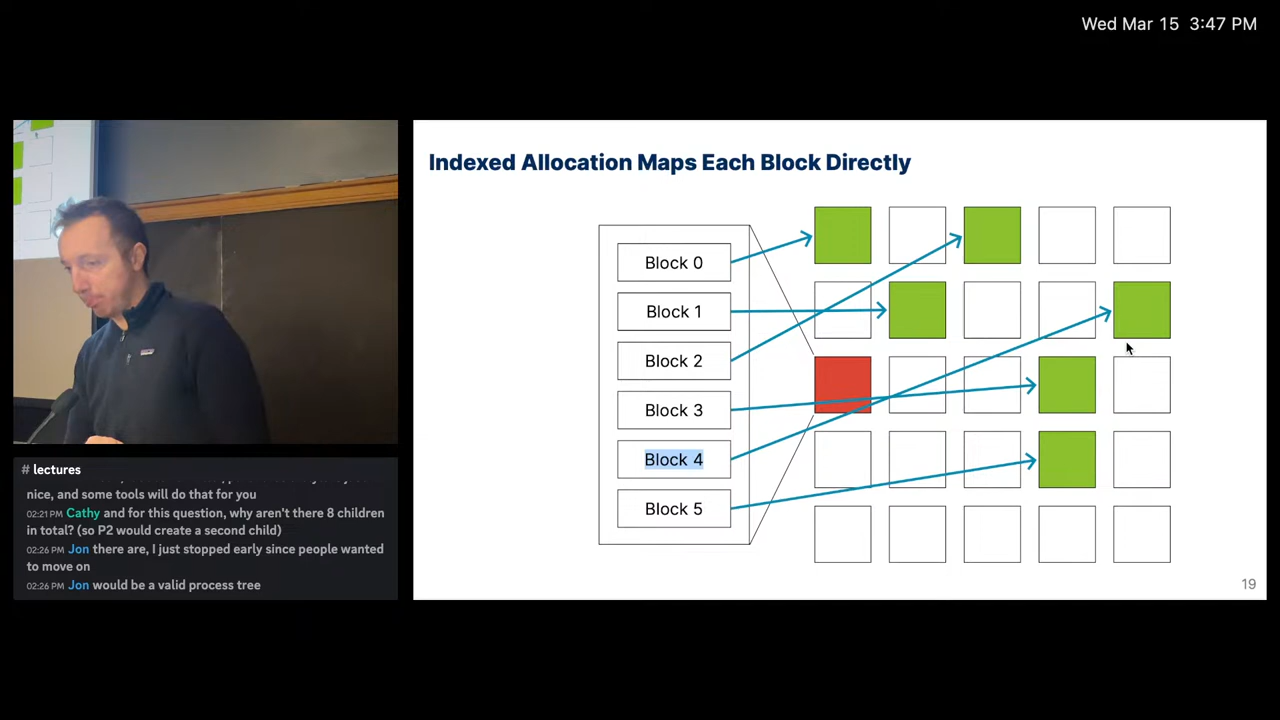 Wed Mar 15 3:47 PM
Indexed Allocation Maps Each Block Directly
Block 0
Block 1
Block 2
Block 3
Block 4
Block 5
19
# lectures
nice, and some tools will do that for you
02:21 PM Cathy and for this question, why aren't there 8 children
in total? (so P2 would create a second child)
02:26 PM Jon there are, I just stopped early since people wanted
to move on
02:26 PM Jon would be a valid process tree